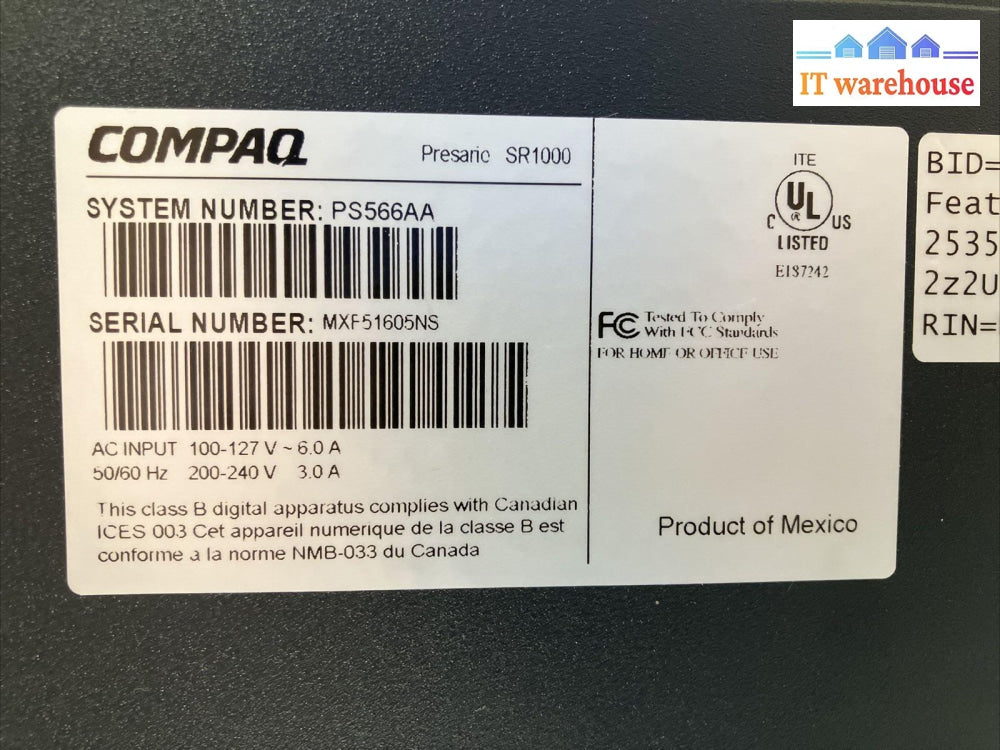 IT warehouse
COMPAQ
Presario SR1000
SYSTEM NUMBER: PS566AA
SERIAL NUMBER: MXF51605NS
AC INPUT 100-127 V ~ 6.0 A
50/60 Hz 200-240 V 3.0 A
This class B digital apparatus complies with Canadian
ICES 003 Cet appareil numerique de la classe B est
conforme a la norme NMB-033 du Canada
ITE
UL
®
C US
LISTED
E187242
FC Tested To Comply
With FCC Standards
FOR HOME OR OFFICE USE
Product of Mexico
BID=
Feat
2535
2z2U
RIN=